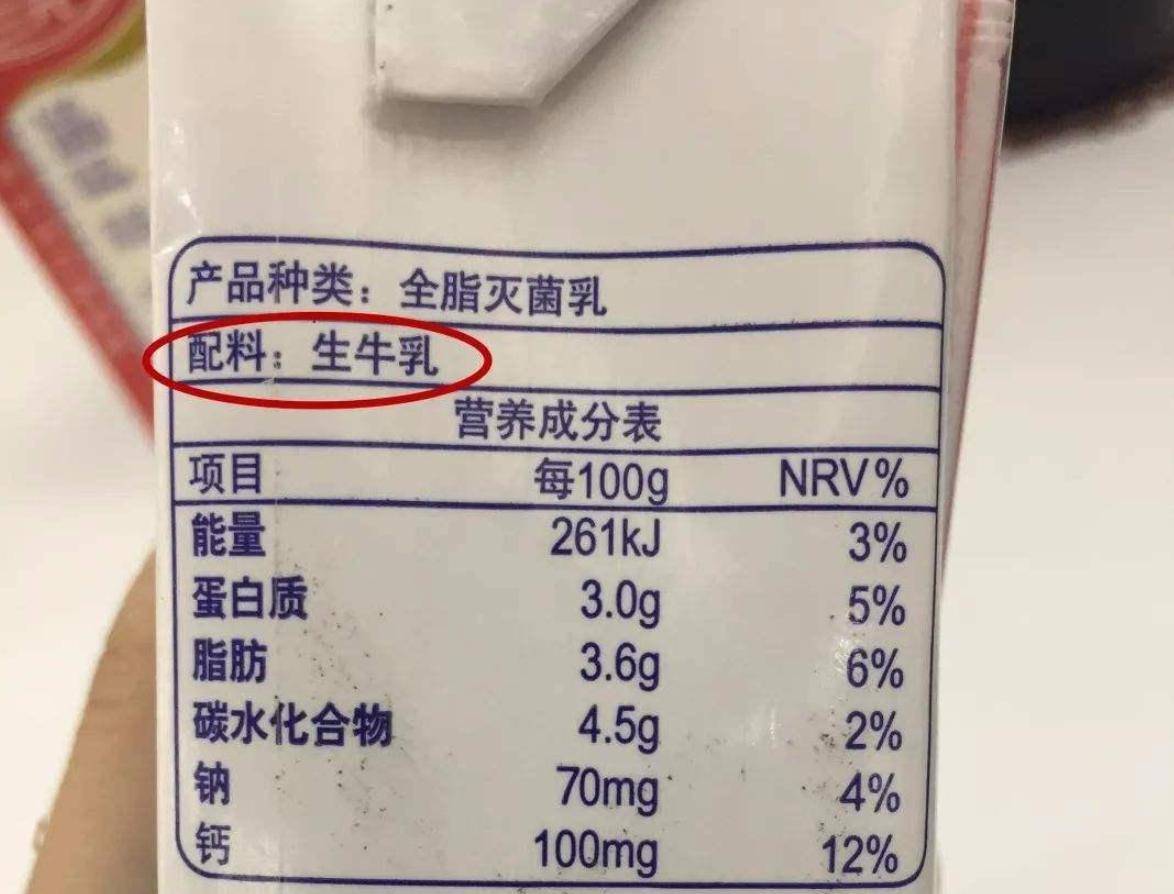 产品种类：全脂灭菌乳
配料：生牛乳
营养成分表
项目 每100g NRV%
能量 261kJ 3%
蛋白质 3.0g 5%
脂肪 3.6g 6%
碳水化合物 4.5g 2%
钠 70mg 4%
钙 100mg 12%